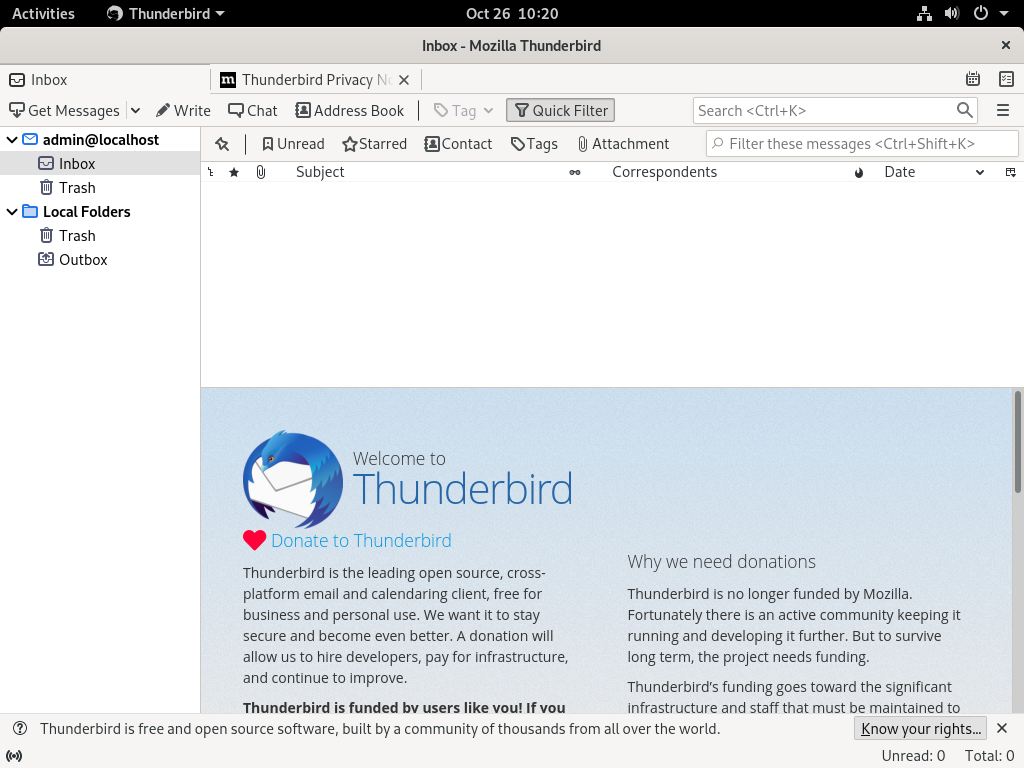 Activities Thunderbird Oct 26 10:20
Inbox - Mozilla Thunderbird
Inbox
m Thunderbird Privacy No
Get Messages Write Chat Address Book Tag Quick Filter Search <Ctrl+K>
admin@localhost
Inbox
Trash
Local Folders
Trash
Outbox
Unread Starred Contact Tags Attachment Filter these messages <Ctrl+Shift+K>
Subject Correspondents Date
Welcome to
Thunderbird
Donate to Thunderbird
Thunderbird is the leading open source, cross-
platform email and calendaring client, free for
business and personal use. We want it to stay
secure and become even better. A donation will
allow us to hire developers, pay for infrastructure,
and continue to improve.
Thunderbird is funded by users like you! If you
Why we need donations
Thunderbird is no longer funded by Mozilla.
Fortunately there is an active community keeping it
running and developing it further. But to survive
long term, the project needs funding.
Thunderbird’s funding goes toward the significant
infrastructure and staff that must be maintained to
Thunderbird is free and open source software, built by a community of thousands from all over the world. Know your rights...
Unread: 0 Total: 0